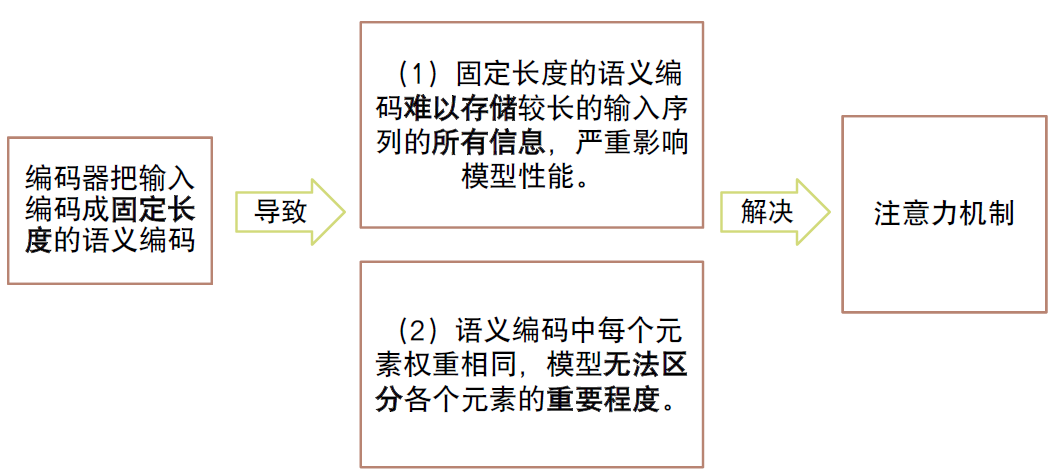 编码器把输入
编码成固定长
度的语义编码
导致
（1）固定长度的语义编
码难以存储较长的输入序
列的所有信息，严重影响
模型性能。
（2）语义编码中每个元
素权重相同，模型无法区
分各个元素的重要程度。
解决
注意力机制